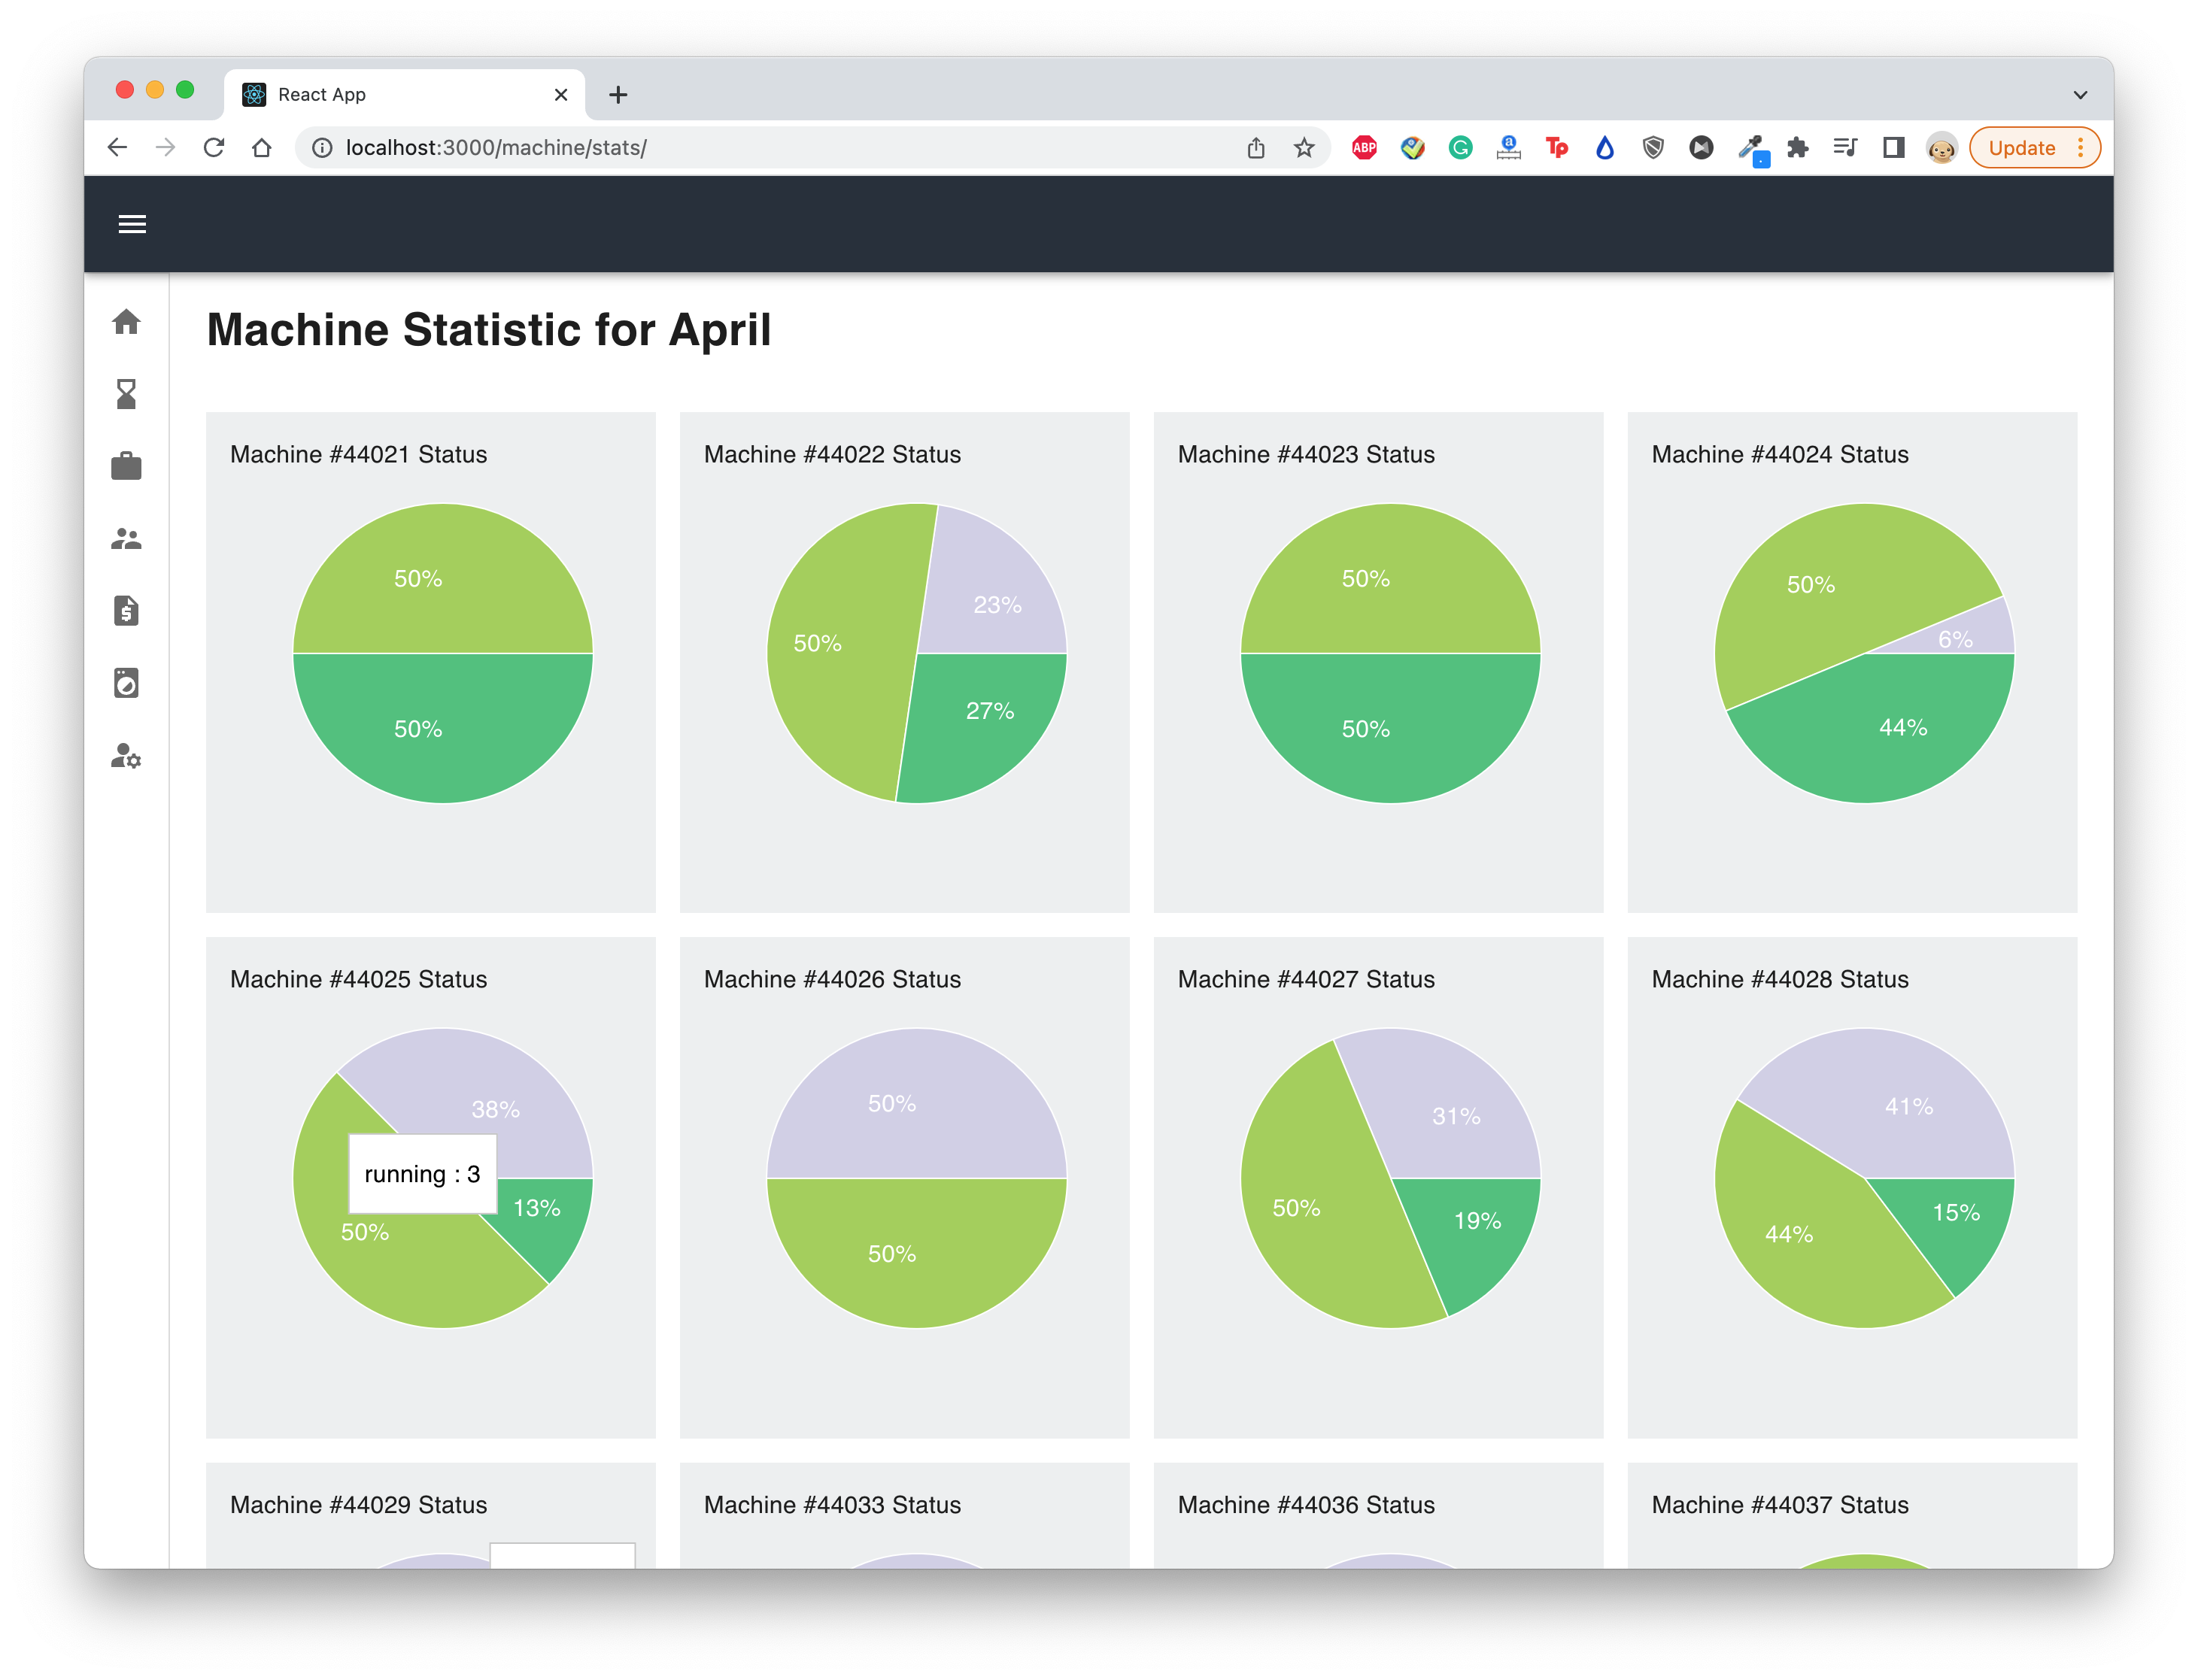 React App
localhost:3000/machine/stats/
ABP
G
a
Tp
Update
Machine Statistic for April
Machine #44021 Status
50%
50%
Machine #44022 Status
23%
50%
27%
Machine #44023 Status
50%
50%
Machine #44024 Status
50%
6%
44%
Machine #44025 Status
38%
running : 3
13%
50%
Machine #44026 Status
50%
50%
Machine #44027 Status
31%
50%
19%
Machine #44028 Status
41%
15%
44%
Machine #44029 Status
Machine #44033 Status
Machine #44036 Status
Machine #44037 Status